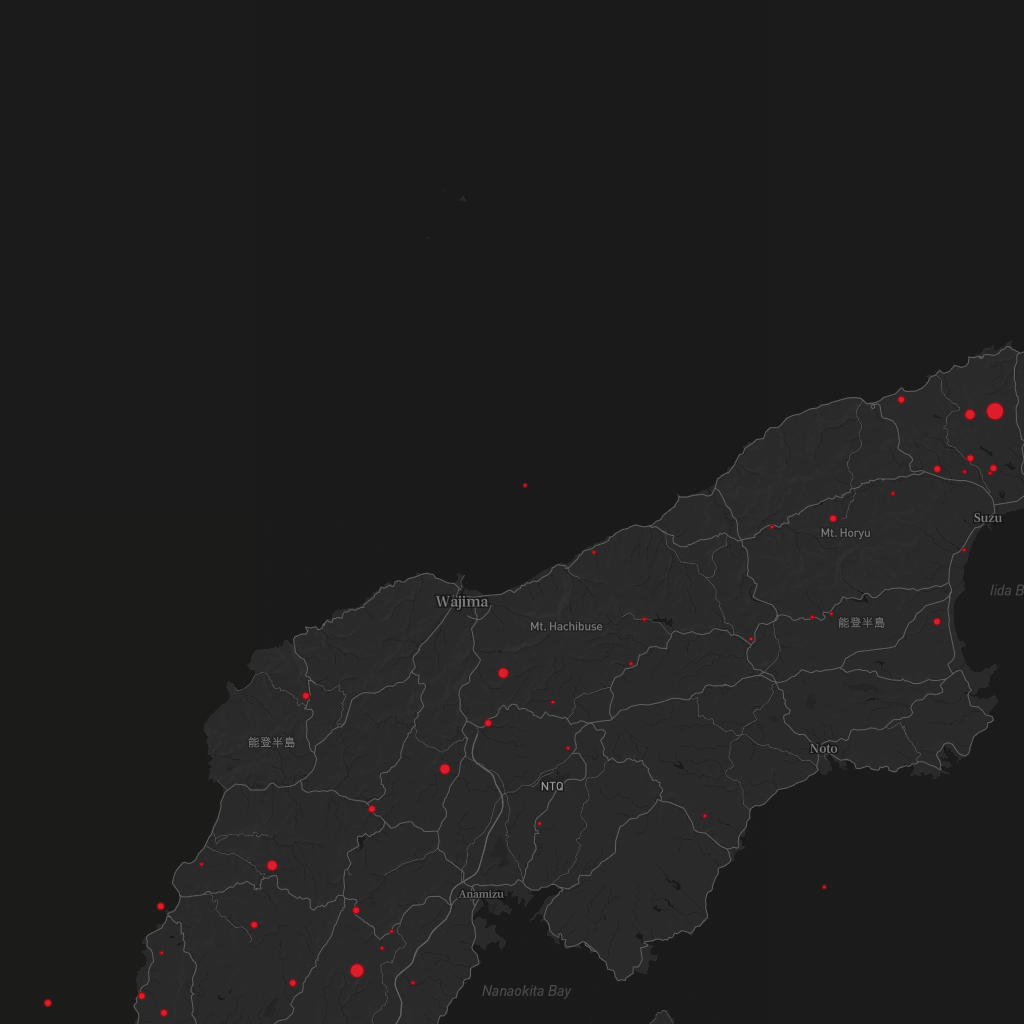 Suzu
Mt. Horyu
Iida B
Wajima
Mt. Hachibuse
能登半島
能登半島
Noto
NTQ
Anamizu
Nanaokita Bay